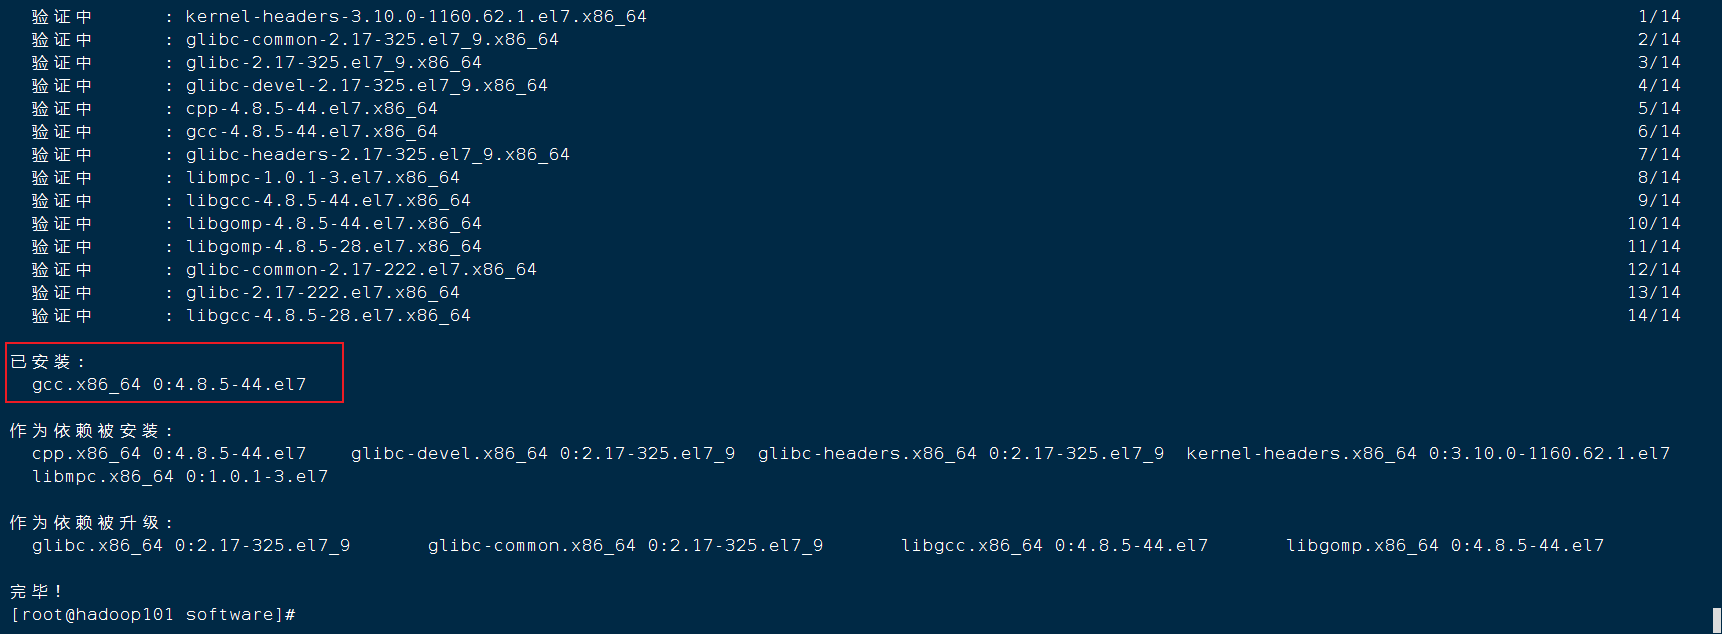 验证中 : kernel-headers-3.10.0-1160.62.1.el7.x86_64 1/14
验证中 : glibc-common-2.17-325.el7_9.x86_64 2/14
验证中 : glibc-2.17-325.el7_9.x86_64 3/14
验证中 : glibc-devel-2.17-325.el7_9.x86_64 4/14
验证中 : cpp-4.8.5-44.el7.x86_64 5/14
验证中 : gcc-4.8.5-44.el7.x86_64 6/14
验证中 : glibc-headers-2.17-325.el7_9.x86_64 7/14
验证中 : libmpc-1.0.1-3.el7.x86_64 8/14
验证中 : libgcc-4.8.5-44.el7.x86_64 9/14
验证中 : libgomp-4.8.5-44.el7.x86_64 10/14
验证中 : libgomp-4.8.5-28.el7.x86_64 11/14
验证中 : glibc-common-2.17-222.el7.x86_64 12/14
验证中 : glibc-2.17-222.el7.x86_64 13/14
验证中 : libgcc-4.8.5-28.el7.x86_64 14/14
已安装:
gcc.x86_64 0:4.8.5-44.el7
作为依赖被安装:
cpp.x86_64 0:4.8.5-44.el7 glibc-devel.x86_64 0:2.17-325.el7_9 glibc-headers.x86_64 0:2.17-325.el7_9 kernel-headers.x86_64 0:3.10.0-1160.62.1.el7
libmpc.x86_64 0:1.0.1-3.el7
作为依赖被升级:
glibc.x86_64 0:2.17-325.el7_9 glibc-common.x86_64 0:2.17-325.el7_9 libgcc.x86_64 0:4.8.5-44.el7 libgomp.x86_64 0:4.8.5-44.el7
完毕!
[root@hadoop101 software]#